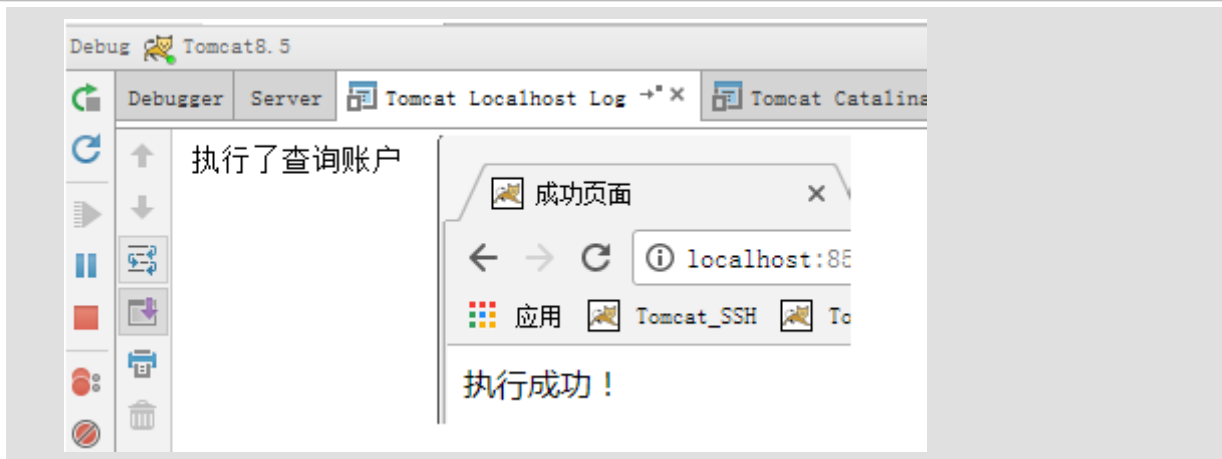 Debug Tomcat8.5
Debugger Server Tomcat Localhost Log Tomcat Catalina
执行了查询账户
成功页面
localhost:85
应用 Tomcat_SSH To
执行成功！